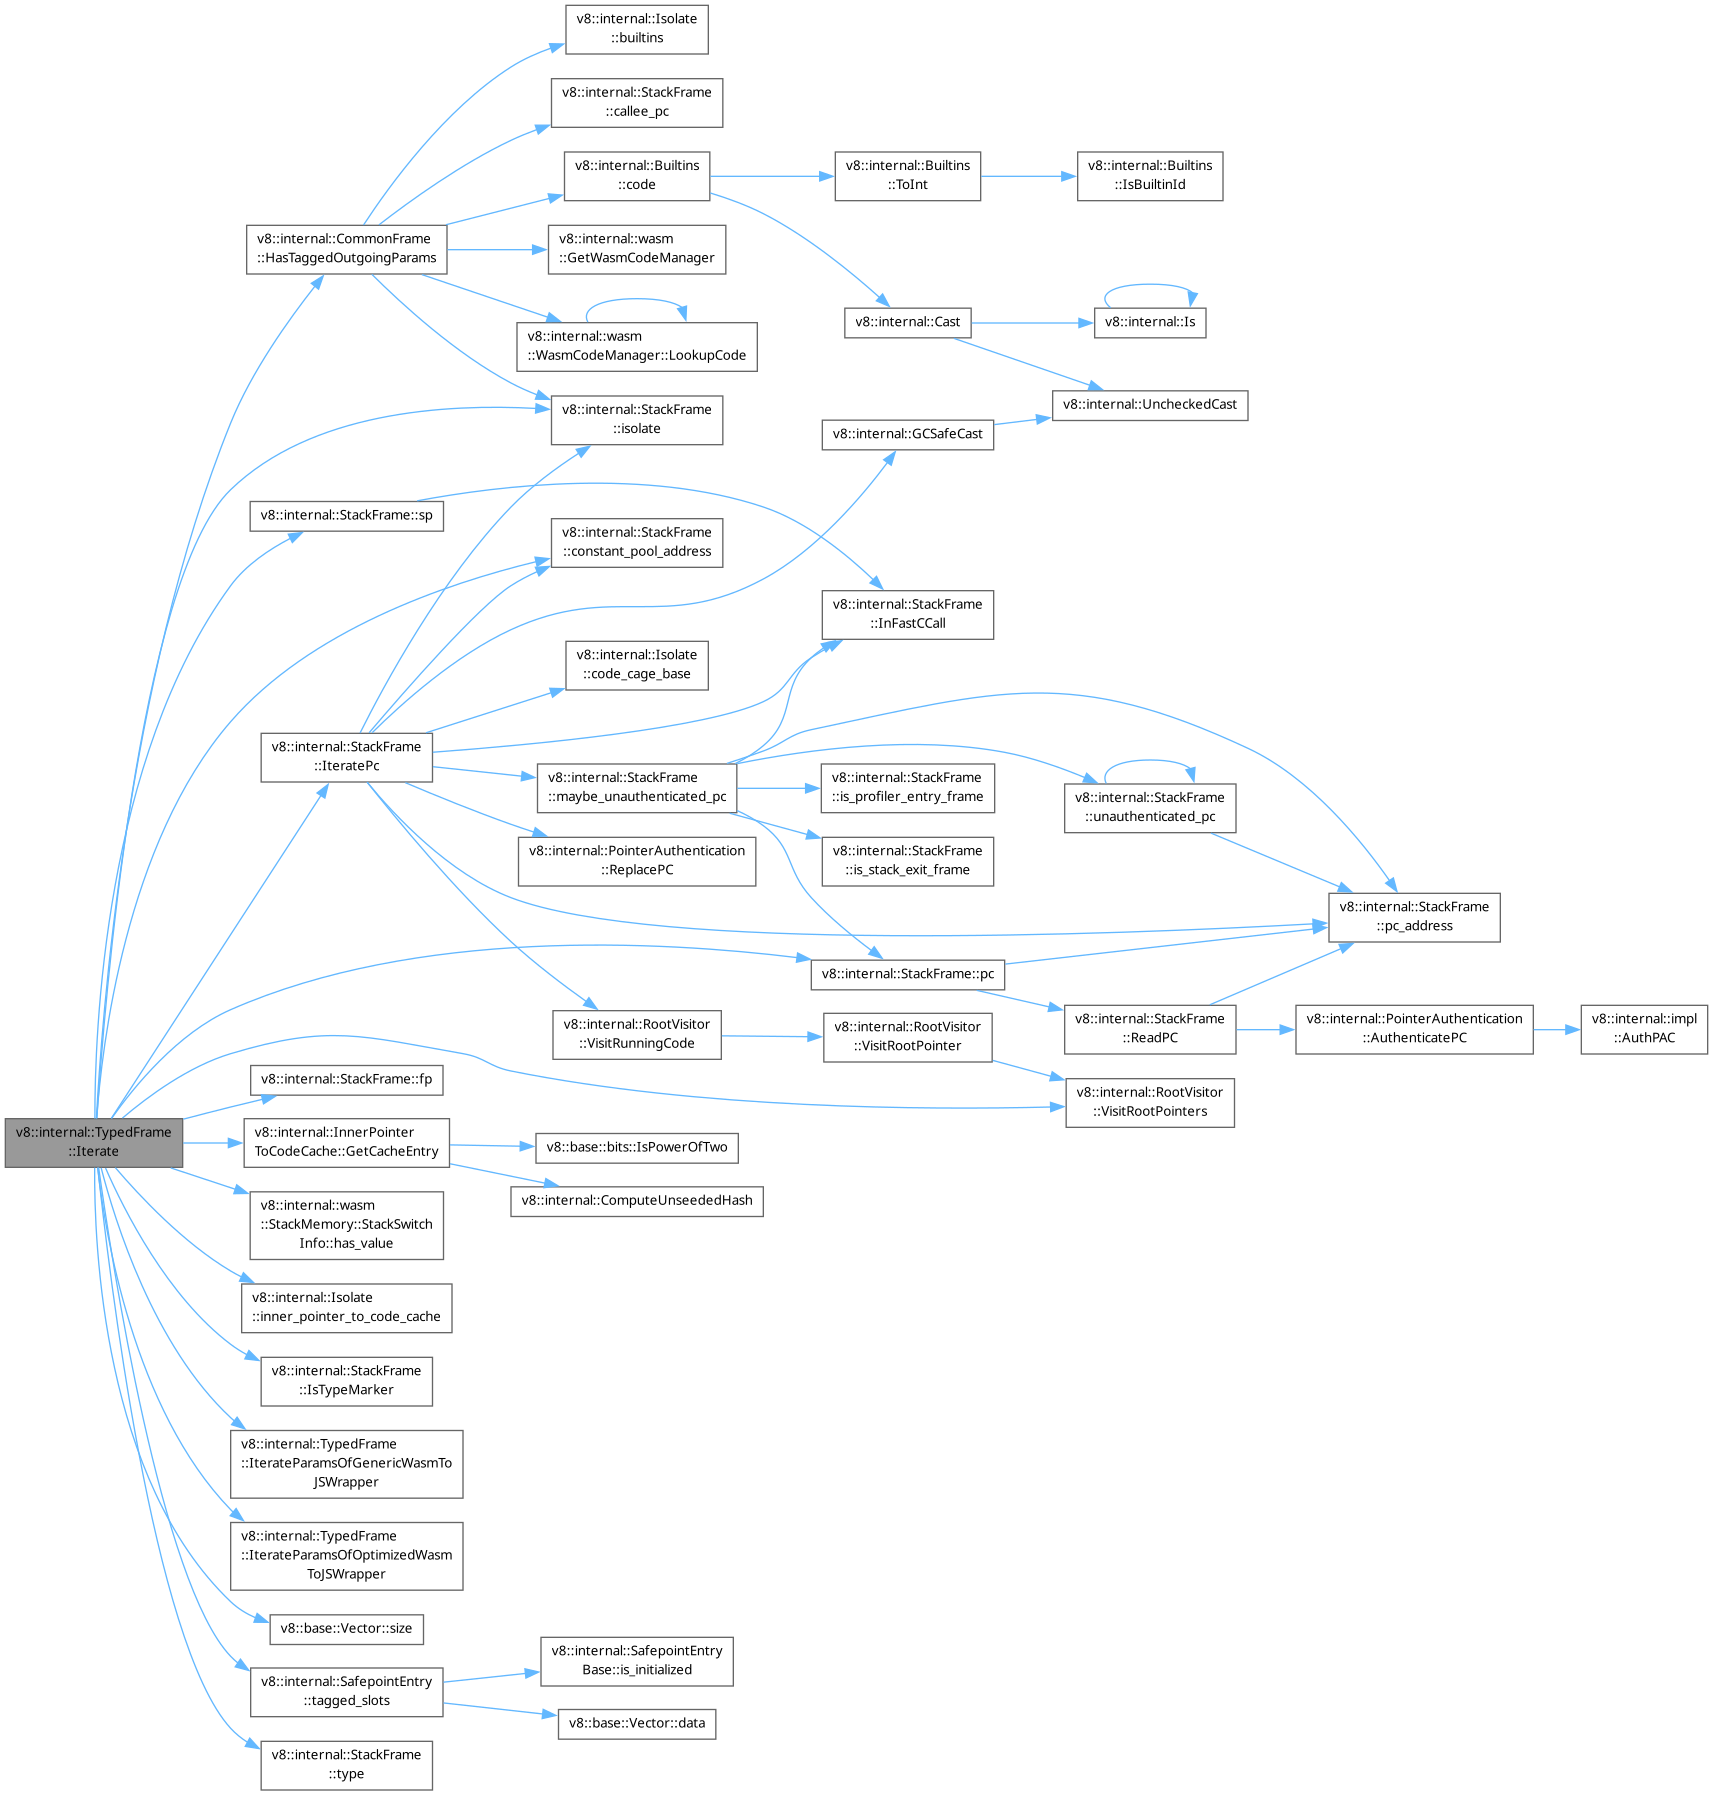 v8::internal::Isolate
::builtins
v8::internal::StackFrame
::callee_pc
v8::internal::Builtins
::code
v8::internal::Builtins
::ToInt
v8::internal::Builtins
::IsBuiltinId
v8::internal::CommonFrame
::HasTaggedOutgoingParams
v8::internal::wasm
::GetWasmCodeManager
v8::internal::Cast
v8::internal::Is
v8::internal::wasm
::WasmCodeManager::LookupCode
v8::internal::UncheckedCast
v8::internal::StackFrame
::isolate
v8::internal::GCSafeCast
v8::internal::StackFrame::sp
v8::internal::StackFrame
::constant_pool_address
v8::internal::StackFrame
::InFastCCall
v8::internal::Isolate
::code_cage_base
v8::internal::StackFrame
::IteratePc
v8::internal::StackFrame
::maybe_unauthenticated_pc
v8::internal::StackFrame
::is_profiler_entry_frame
v8::internal::StackFrame
::unauthenticated_pc
v8::internal::PointerAuthentication
::ReplacePC
v8::internal::StackFrame
::is_stack_exit_frame
v8::internal::StackFrame
::pc_address
v8::internal::StackFrame::pc
v8::internal::RootVisitor
::VisitRunningCode
v8::internal::RootVisitor
::VisitRootPointer
v8::internal::StackFrame
::ReadPC
v8::internal::PointerAuthentication
::AuthenticatePC
v8::internal::impl
::AuthPAC
v8::internal::StackFrame::fp
v8::internal::RootVisitor
::VisitRootPointers
v8::internal::TypedFrame
::Iterate
v8::internal::InnerPointer
ToCodeCache::GetCacheEntry
v8::base::bits::IsPowerOfTwo
v8::internal::ComputeUnseededHash
v8::internal::wasm
::StackMemory::StackSwitch
Info::has_value
v8::internal::Isolate
::inner_pointer_to_code_cache
v8::internal::StackFrame
::IsTypeMarker
v8::internal::TypedFrame
::IterateParamsOfGenericWasmTo
JSWrapper
v8::internal::TypedFrame
::IterateParamsOfOptimizedWasm
ToJSWrapper
v8::base::Vector::size
v8::internal::SafepointEntry
::tagged_slots
v8::internal::SafepointEntry
Base::is_initialized
v8::base::Vector::data
v8::internal::StackFrame
::type